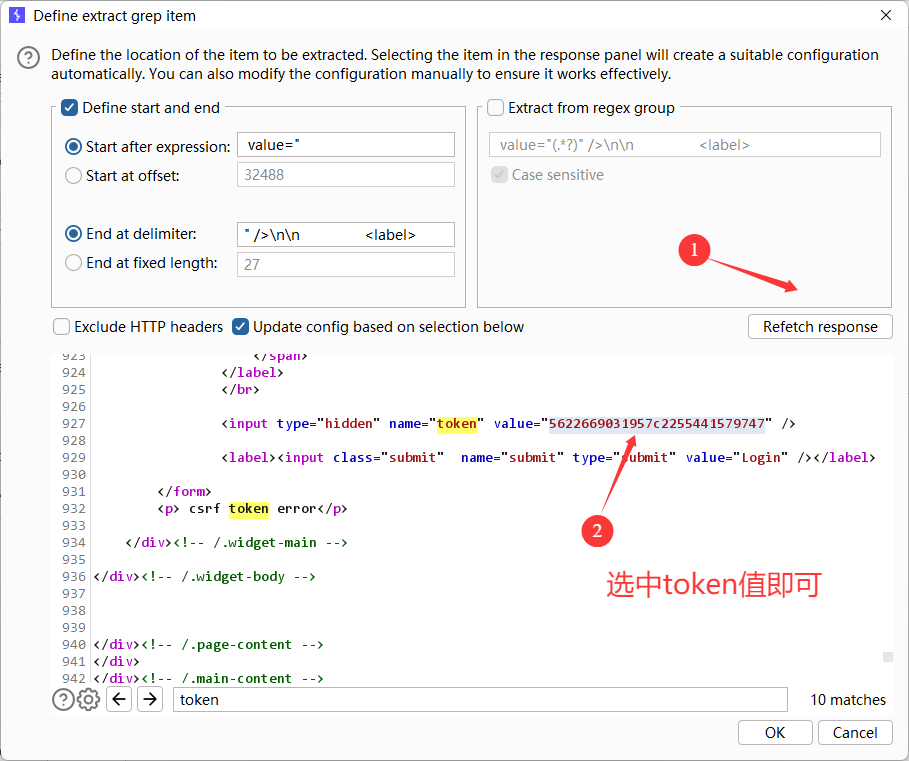 Define extract grep item
Define the location of the item to be extracted. Selecting the item in the response panel will create a suitable configuration
automatically. You can also modify the configuration manually to ensure it works effectively.
Define start and end
Start after expression: value="
Start at offset: 32488
End at delimiter: " />\n\n                <label>
End at fixed length: 27
Extract from regex group
value="(.*?)" />\n\n                <label>
Case sensitive
1
Exclude HTTP headers
Update config based on selection below
Refetch response
923                     </span>
924                 </label>
925                 </br>
926
927                 <input type="hidden" name="token" value="5622669031957c2255441579747" />
928
929                 <label><input class="submit"  name="submit" type="submit" value="Login" /></label>
930
931         </form>
932         <p> csrf token error</p>
933
934     </div><!-- /.widget-main -->
935
936 </div><!-- /.widget-body -->
937
938
939
940 </div><!-- /.page-content -->
941 </div>
942 </div><!-- /.main-content -->
2
选中token值即可
token
10 matches
OK
Cancel